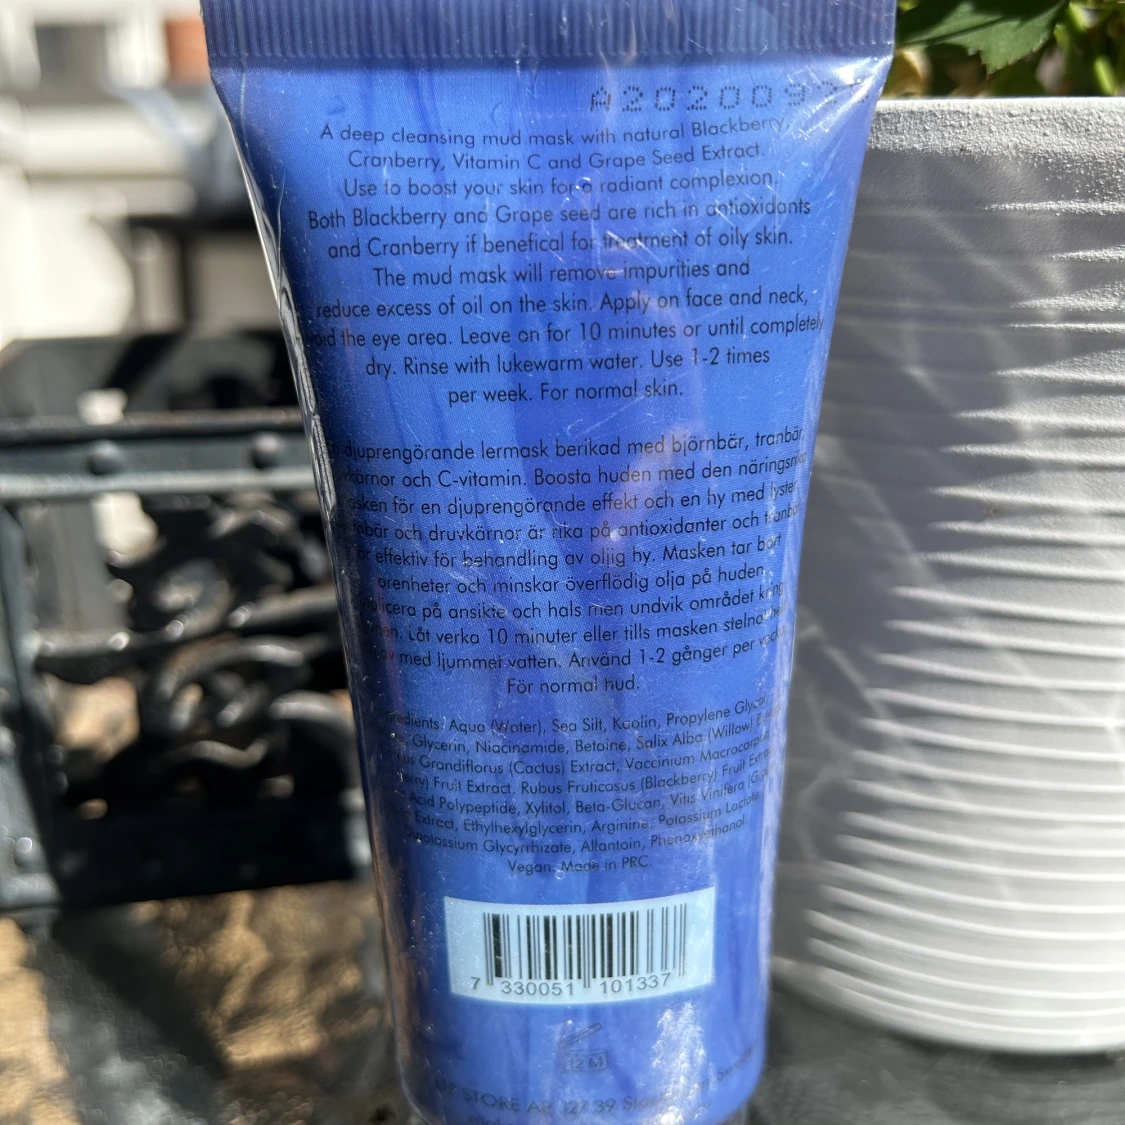 A202009
A deep cleansing mud mask with natural Blackberry,
Cranberry, Vitamin C and Grape Seed Extract.
Use to boost your skin for a radiant complexion.
Both Blackberry and Grape seed are rich in antioxidants
and Cranberry if benefical for treatment of oily skin.
The mud mask will remove impurities and
reduce excess of oil on the skin. Apply on face and neck,
the eye area. Leave on for 10 minutes or until completely
dry. Rinse with lukewarm water. Use 1-2 times
per week. For normal skin.
djuprengörande lermask berikad med björnbär, tranbär,
och C-vitamin. Boosta huden med den
för en djuprengörande effekt och en hy med lyster.
och druvkärnor är rika på antioxidanter och
effektiv för behandling av oljig hy. Masken tar bort
orenheter och minskar överflödig olja på huden.
på ansikte och hals men undvik området kring
Låt verka 10 minuter eller tills masken stelnat
med ljummet vatten. Använd 1-2 gånger per vecka.
För normal hud.
Aqua (Water), Sea Silt, Kaolin, Propylene
Glycerin, Niacinamide, Betaine, Salix Alba (Willow)
Grandiflorus (Cactus) Extract, Vaccinium Macrocarpon
Fruit Extract, Rubus Fruticosus (Blackberry) Fruit Extract,
Acid Polypeptide, Xylitol, Beta-Glucan, Vitis Vinifera
Extract, Ethylhexylglycerin, Arginine, Potassium Lactate,
Glycyrrhizate, Allantoin, Phenoxyethanol.
Vegan. Made in PRC.
7 330051 101337
12M
STORE AB 127 39